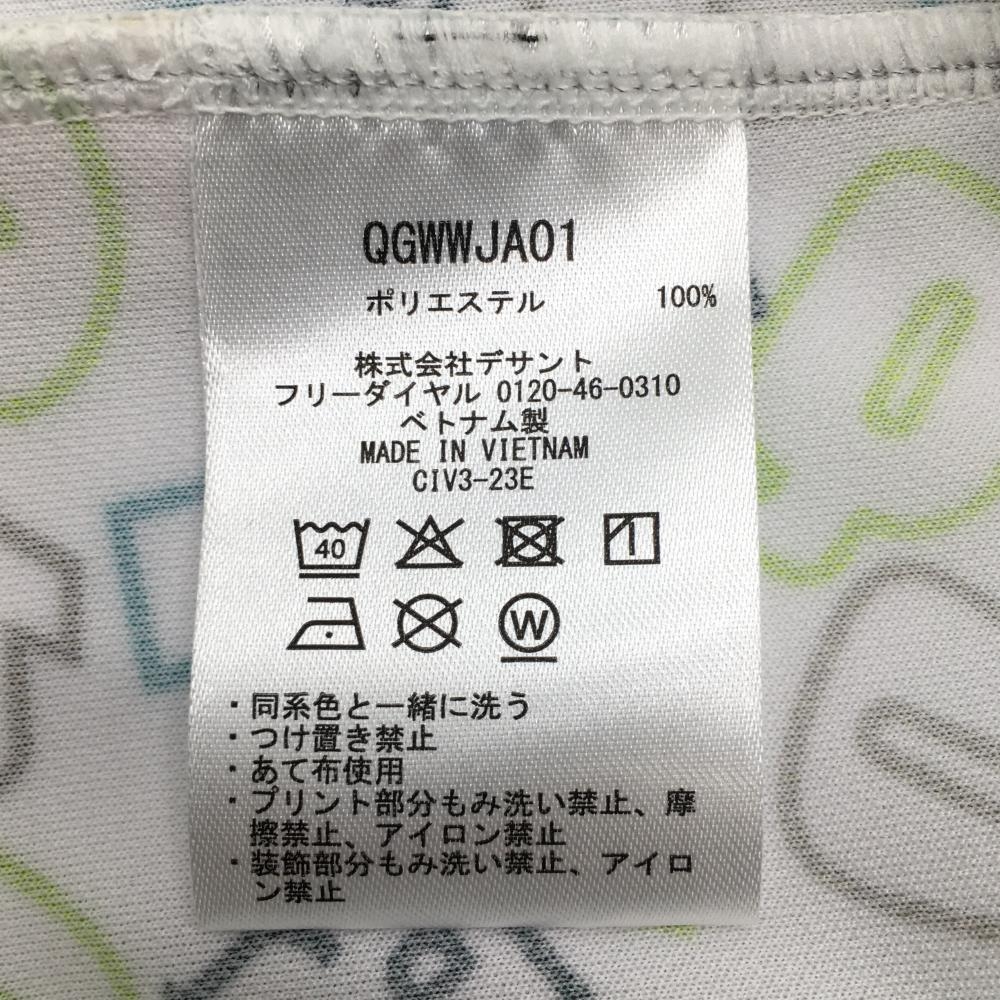 QGWWJA01
ポリエステル 100%
株式会社デサント
フリーダイヤル 0120-46-0310
ベトナム製
MADE IN VIETNAM
CIV3-23E
40
W
・同系色と一緒に洗う
・つけ置き禁止
・あて布使用
・プリント部分もみ洗い禁止、摩
擦禁止、アイロン禁止
・装飾部分もみ洗い禁止、アイロ
ン禁止